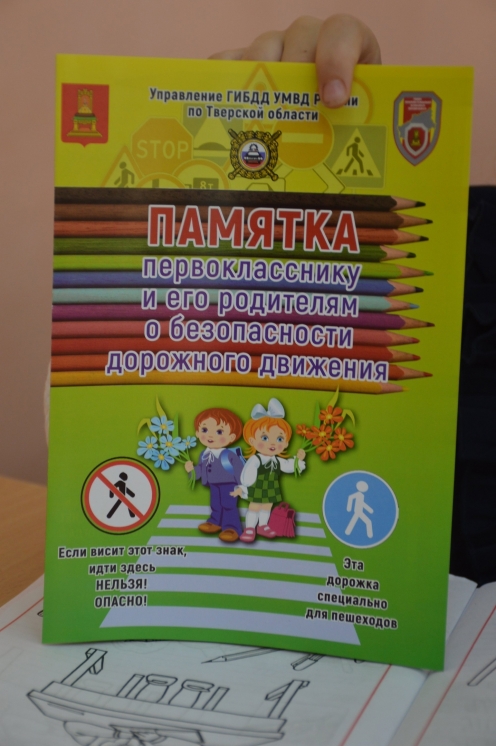 Управление ГИБДД УМВД России
по Тверской области
STOP
ПАМЯТКА
первокласснику
и его родителям
о безопасности
дорожного движения
Если висит этот знак,
идти здесь
НЕЛЬЗЯ!
ОПАСНО!
Эта
дорожка
специально
для пешеходов